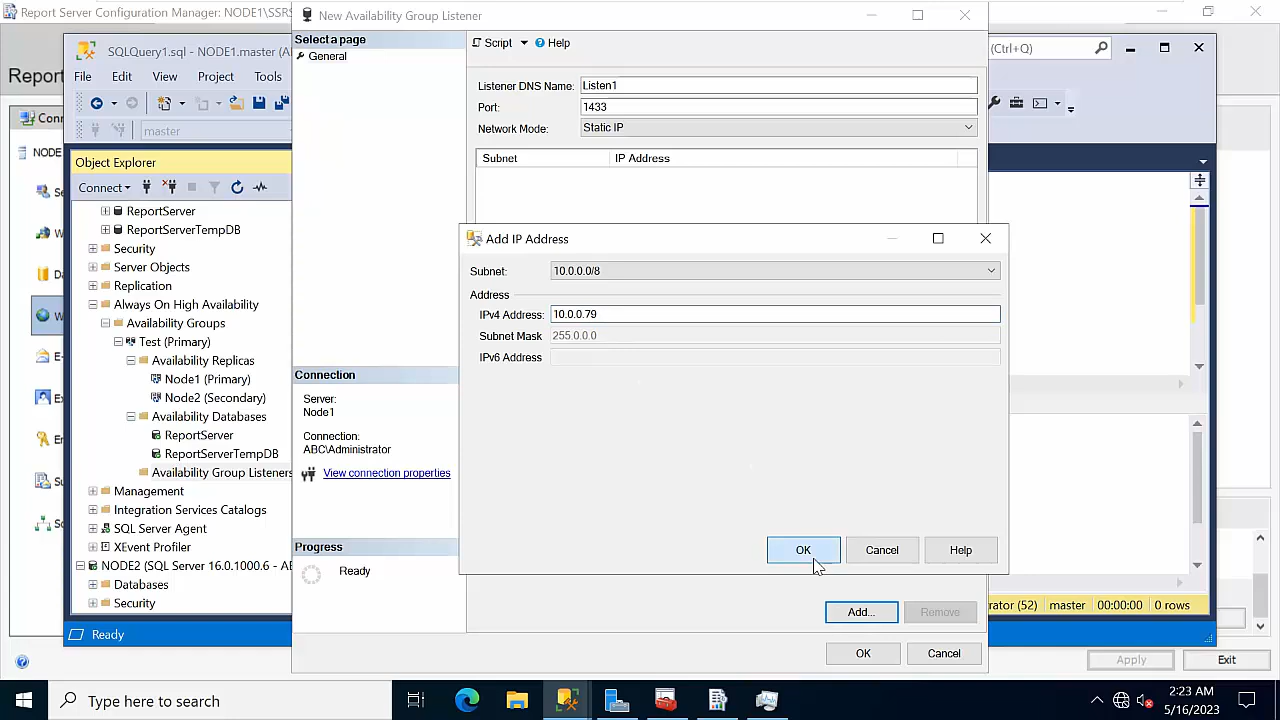 Report Server Configuration Manager: NODE1\SSRS
New Availability Group Listener
Select a page
General
Script
Help
SQLQuery1.sql - NODE1.master
(Ctrl+Q)
Report
File
Edit
View
Project
Tools
Listener DNS Name:
Listen1
Port:
1433
Network Mode:
Static IP
Conn
master
NODE
Object Explorer
Subnet
IP Address
Connect
ReportServer
ReportServerTempDB
Security
Server Objects
Replication
Always On High Availability
Availability Groups
Test (Primary)
Availability Replicas
Node1 (Primary)
Node2 (Secondary)
Availability Databases
ReportServer
ReportServerTempDB
Availability Group Listeners
Management
Integration Services Catalogs
SQL Server Agent
XEvent Profiler
NODE2 (SQL Server 16.0.1000.6 - AB
Databases
Security
Add IP Address
Subnet:
10.0.0.0/8
Address
IPv4 Address:
10.0.0.79
Subnet Mask
255.0.0.0
IPv6 Address
OK
Cancel
Help
Connection
Server:
Node1
Connection:
ABC\Administrator
View connection properties
Progress
Ready
Add...
Remove
rator (52)
master
00:00:00
0 rows
Ready
OK
Cancel
Apply
Exit
Type here to search
2:23 AM
5/16/2023